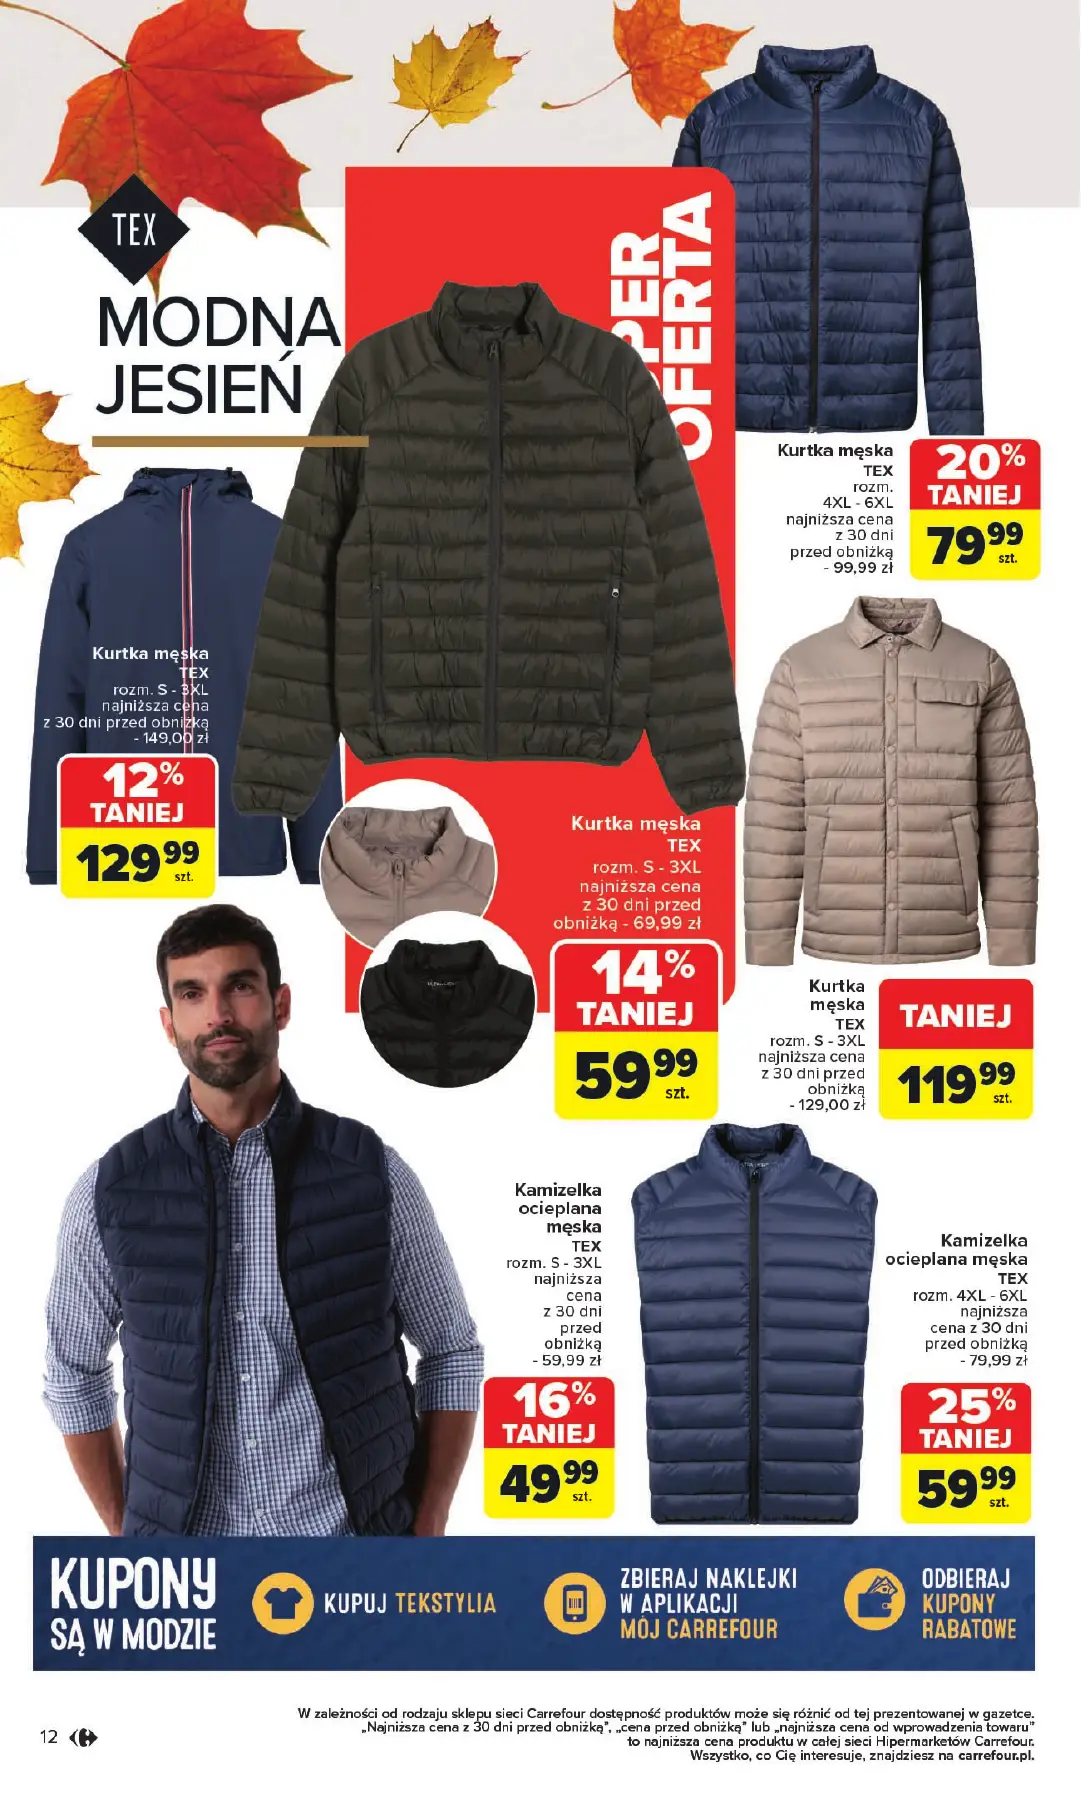 TEX
MODNA
JESIEŃ
OFERTA
Kurtka męska
TEX
rozm.
4XL - 6XL
najniższa cena
z 30 dni
przed obniżką
- 99,99 zł
20%
TANIEJ
79 99
szt.
Kurtka męska
TEX
rozm. S - 3XL
najniższa cena
z 30 dni przed obniżką
- 149,00 zł
12%
TANIEJ
129 99
szt.
Kurtka męska
TEX
rozm. S - 3XL
najniższa cena
z 30 dni przed
obniżką - 69,99 zł
14%
TANIEJ
59 99
szt.
Kurtka
męska
TEX
rozm. S - 3XL
najniższa cena
z 30 dni przed
obniżką
- 129,00 zł
TANIEJ
119 99
szt.
Kamizelka
ocieplana
męska
TEX
rozm. S - 3XL
najniższa
cena
z 30 dni
przed
obniżką
- 59,99 zł
16%
TANIEJ
49 99
szt.
Kamizelka
ocieplana męska
TEX
rozm. 4XL - 6XL
najniższa
cena z 30 dni
przed obniżką
- 79,99 zł
25%
TANIEJ
59 99
szt.
KUPONY
SĄ W MODZIE
KUPUJ TEKSTYLIA
ZBIERAJ NAKLEJKI
W APLIKACJI
MÓJ CARREFOUR
ODBIERAJ
KUPONY
RABATOWE
W zależności od rodzaju sklepu sieci Carrefour dostępność produktów może się różnić od tej prezentowanej w gazetce.
„Najniższa cena z 30 dni przed obniżką”, „cena przed obniżką” lub „najniższa cena od wprowadzenia towaru”
to najniższa cena produktu w całej sieci Hipermarketów Carrefour.
Wszystko, co Cię interesuje, znajdziesz na carrefour.pl.
12